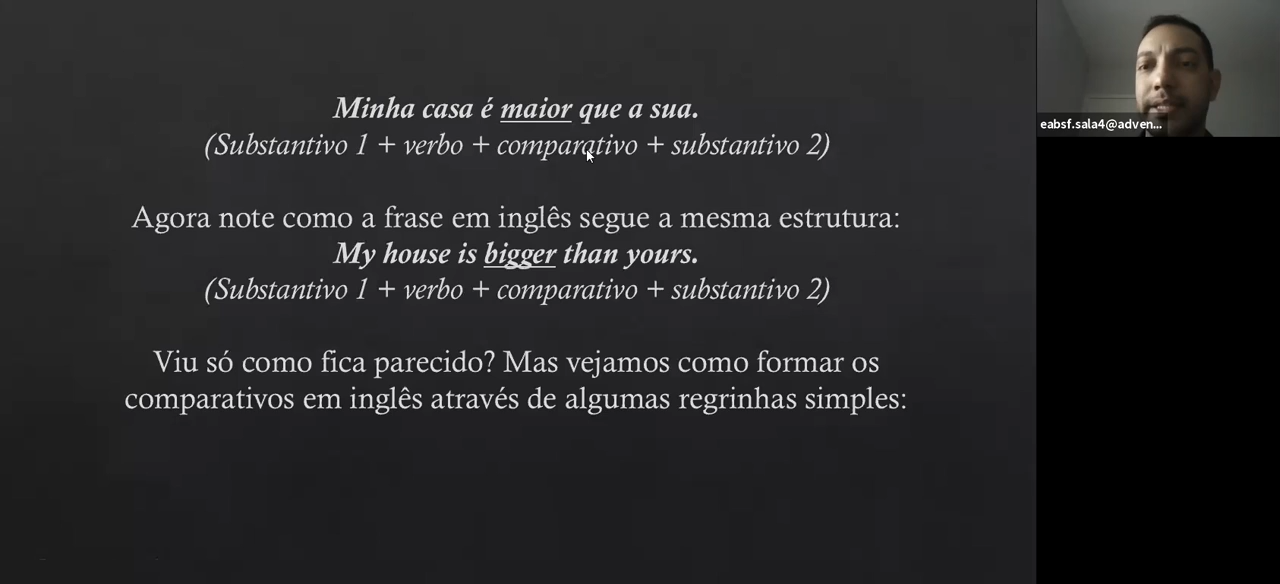 Minha casa é maior que a sua.
(Substantivo 1 + verbo + comparativo + substantivo 2)
Agora note como a frase em inglês segue a mesma estrutura:
My house is bigger than yours.
(Substantivo 1 + verbo + comparativo + substantivo 2)
Viu só como fica parecido? Mas vejamos como formar os
comparativos em inglês através de algumas regrinhas simples:
eabsf.sala4@adven...